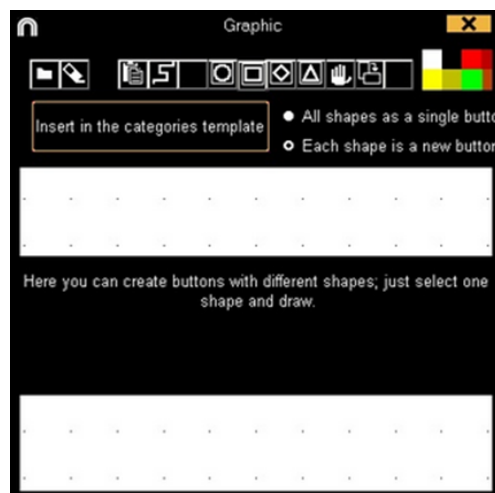 Graphic
Insert in the categories template
All shapes as a single butto
Each shape is a new button
Here you can create buttons with different shapes; just select one
shape and draw.